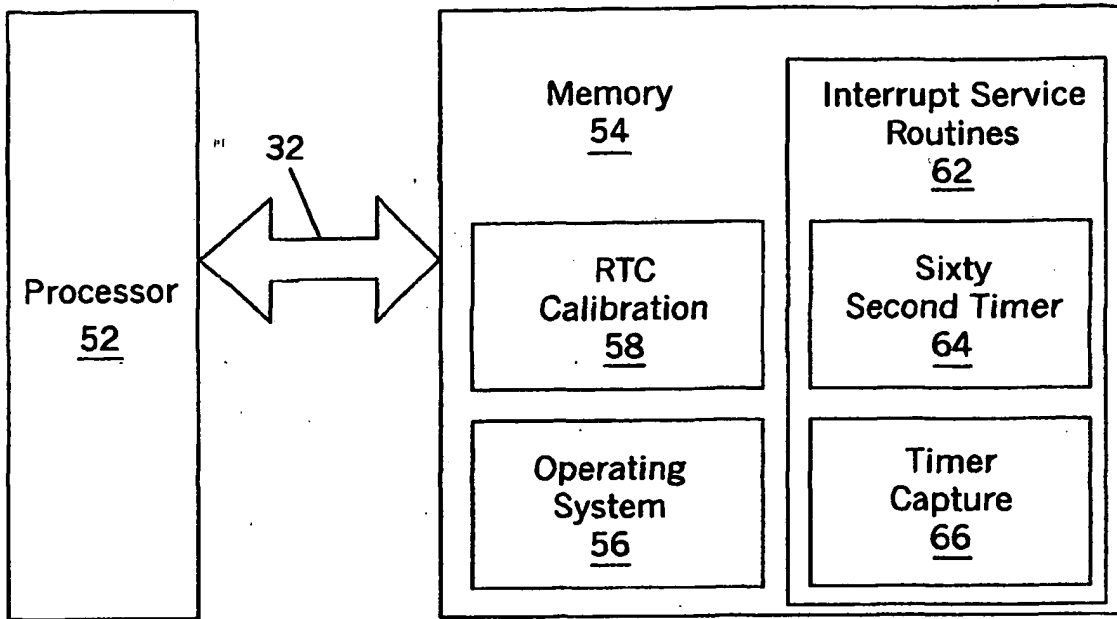 Processor
52
32
Memory
54
RTC
Calibration
58
Operating
System
56
Interrupt Service
Routines
62
Sixty
Second Timer
64
Timer
Capture
66